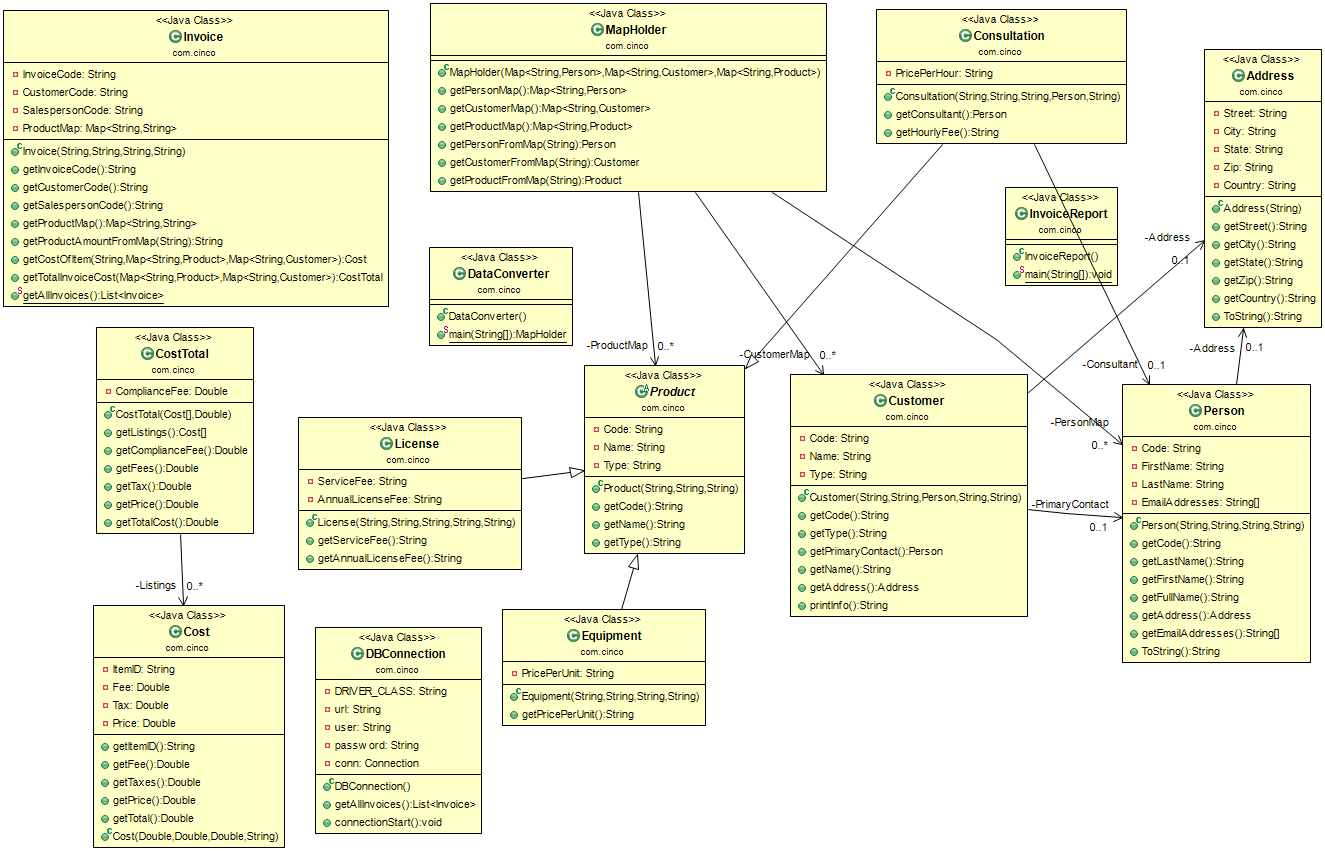 <<Java Class>>
Invoice
com.cinco
InvoiceCode: String
CustomerCode: String
SalespersonCode: String
ProductMap: Map<String,String>
Invoice(String,String,String,String)
getInvoiceCode():String
getCustomerCode():String
getSalespersonCode():String
getProductMap():Map<String,String>
getProductAmountFromMap(String):String
getCostOfItem(String,Map<String,Product>,Map<String,Customer>):Cost
getTotalInvoiceCost(Map<String,Product>,Map<String,Customer>):CostTotal
getAllInvoices():List<Invoice>
<<Java Class>>
MapHolder
com.cinco
MapHolder(Map<String,Person>,Map<String,Customer>,Map<String,Product>)
getPersonMap():Map<String,Person>
getCustomerMap():Map<String,Customer>
getProductMap():Map<String,Product>
getPersonFromMap(String):Person
getCustomerFromMap(String):Customer
getProductFromMap(String):Product
<<Java Class>>
Consultation
com.cinco
PricePerHour: String
Consultation(String,String,String,Person,String)
getConsultant():Person
getHourlyFee():String
<<Java Class>>
Address
com.cinco
Street: String
City: String
State: String
Zip: String
Country: String
Address(String)
getStreet():String
getCity():String
getState():String
getZip():String
getCountry():String
ToString():String
<<Java Class>>
InvoiceReport
com.cinco
InvoiceReport()
main(String[]):void
<<Java Class>>
DataConverter
com.cinco
DataConverter()
main(String[]):MapHolder
-Address
0..1
-ProductMap
0..*
-CustomerMap
0..*
-Consultant
0..1
-Address
0..1
<<Java Class>>
CostTotal
com.cinco
ComplianceFee: Double
CostTotal(Cost[],Double)
getListings():Cost[]
getComplianceFee():Double
getFees():Double
getTax():Double
getPrice():Double
getTotalCost():Double
<<Java Class>>
License
com.cinco
ServiceFee: String
AnnualLicenseFee: String
License(String,String,String,String,String)
getServiceFee():String
getAnnualLicenseFee():String
<<Java Class>>
Product
com.cinco
Code: String
Name: String
Type: String
Product(String,String,String)
getCode():String
getName():String
getType():String
<<Java Class>>
Customer
com.cinco
Code: String
Name: String
Type: String
Customer(String,String,Person,String,String)
getCode():String
getType():String
getPrimaryContact():Person
getName():String
getAddress():Address
printInfo():String
-PersonMap
0..*
-PrimaryContact
0..1
<<Java Class>>
Person
com.cinco
Code: String
FirstName: String
LastName: String
EmailAddresses: String[]
Person(String,String,String,String)
getCode():String
getLastName():String
getFirstName():String
getFullName():String
getAddress():Address
getEmailAddresses():String[]
ToString():String
-Listings
0..*
<<Java Class>>
Cost
com.cinco
ItemID: String
Fee: Double
Tax: Double
Price: Double
getItemID():String
getFee():Double
getTaxes():Double
getPrice():Double
getTotal():Double
Cost(Double,Double,Double,String)
<<Java Class>>
DBConnection
com.cinco
DRIVER_CLASS: String
url: String
user: String
password: String
conn: Connection
DBConnection()
getAllInvoices():List<Invoice>
connectionStart():void
<<Java Class>>
Equipment
com.cinco
PricePerUnit: String
Equipment(String,String,String,String)
getPricePerUnit():String